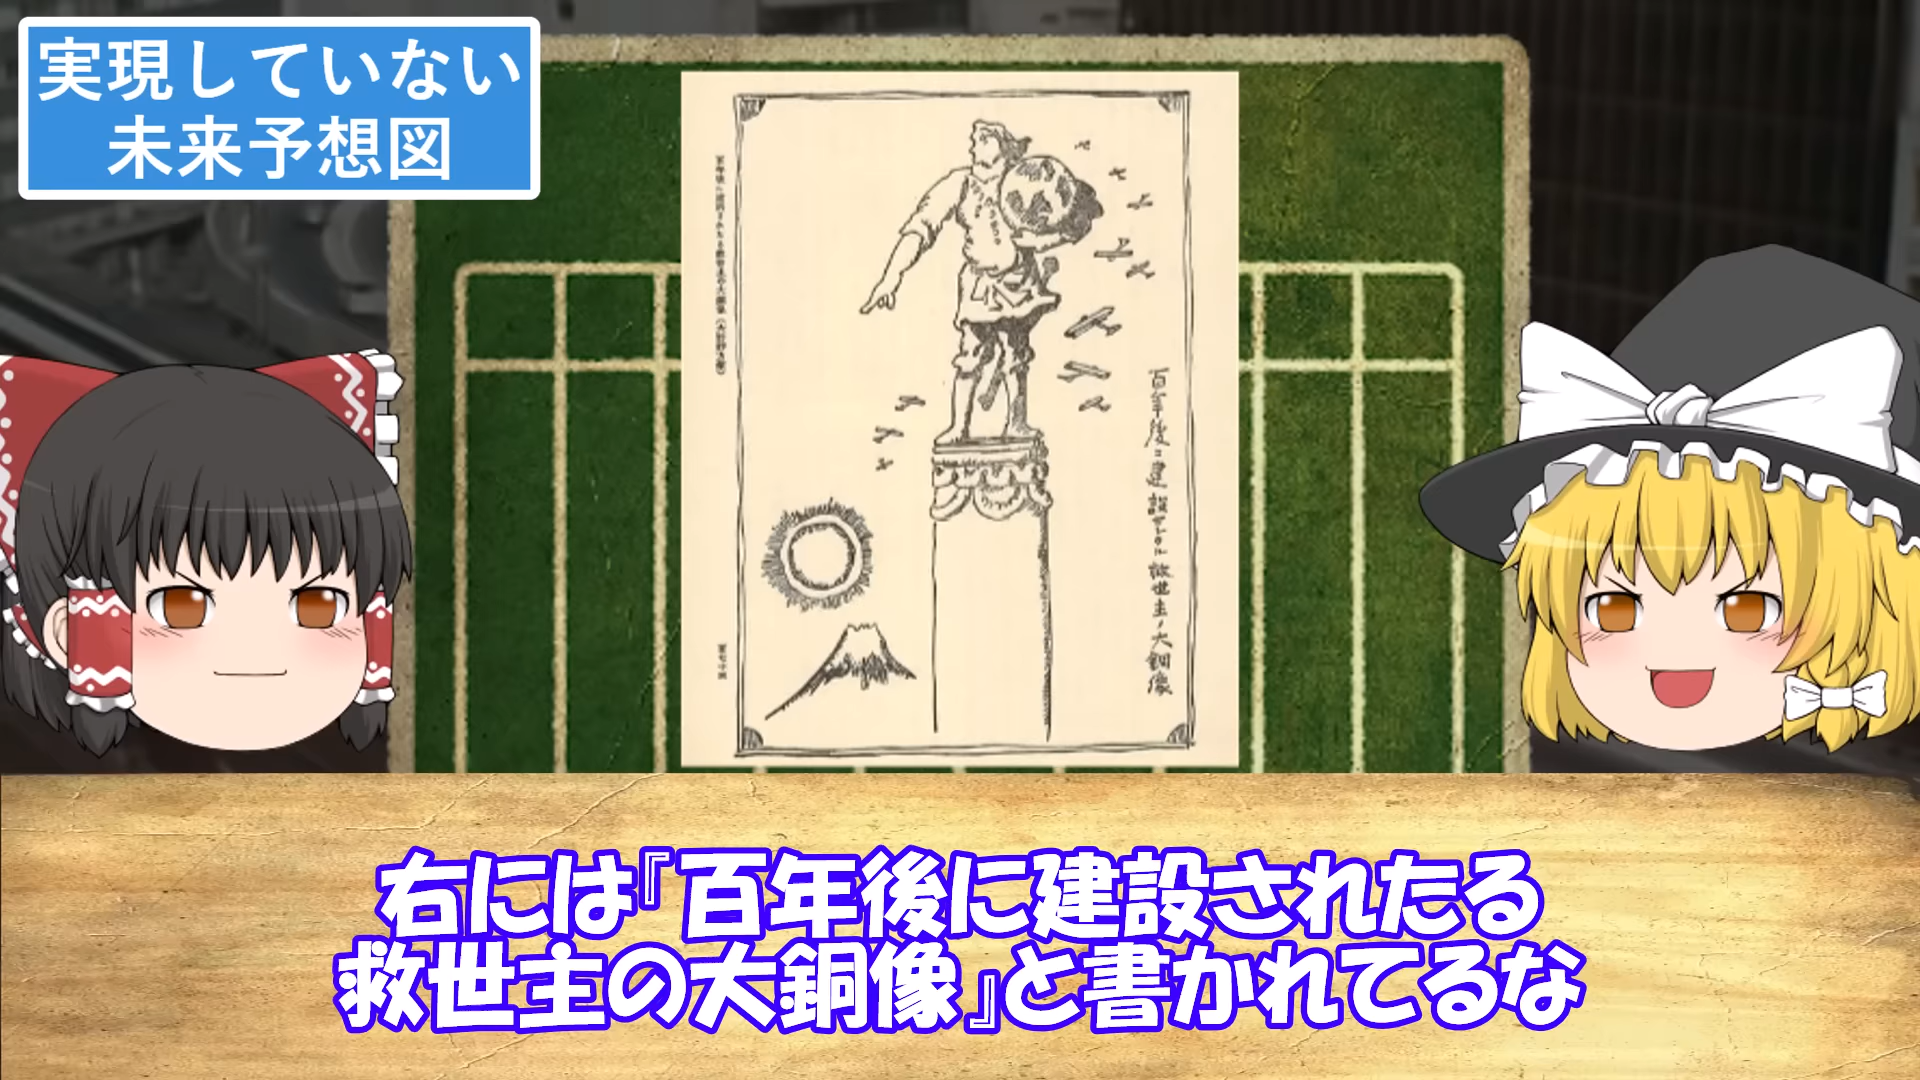 実現していない
未来予想図
百年後ニ建設サレタル救世主ノ大銅像
右には『百年後に建設されたる
救世主の大銅像』と書かれてるな